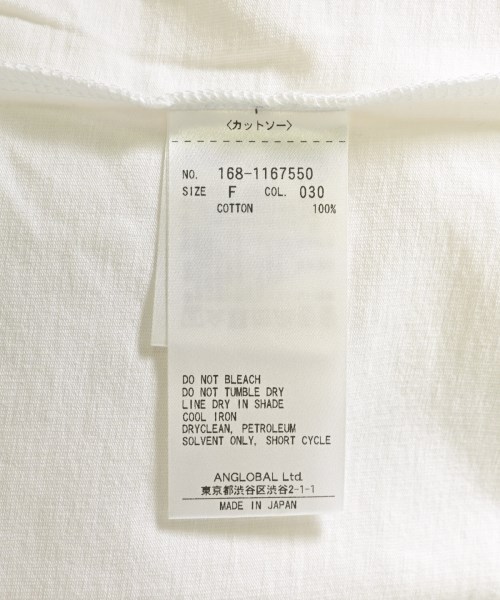 〈カットソー〉
NO. 168-1167550
SIZE F COL. 030
COTTON 100%
DO NOT BLEACH
DO NOT TUMBLE DRY
LINE DRY IN SHADE
COOL IRON
DRYCLEAN, PETROLEUM
SOLVENT ONLY, SHORT CYCLE
ANGLOBAL Ltd.
東京都渋谷区渋谷2-1-1
MADE IN JAPAN